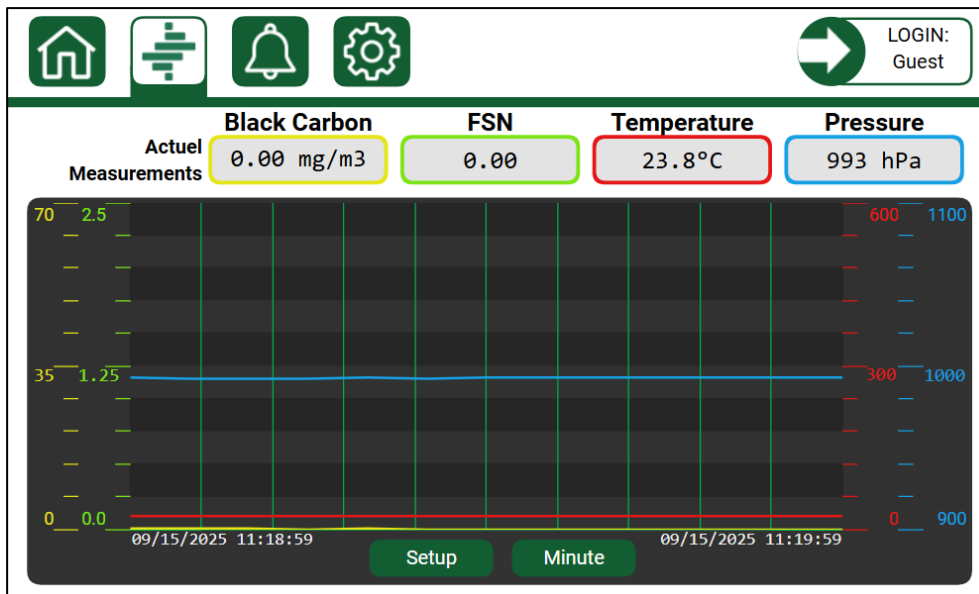 LOGIN:
Guest
Black Carbon FSN Temperature Pressure
Actuel
Measurements
0.00 mg/m3 0.00 23.8°C 993 hPa
70 2.5 600 1100
35 1.25 300 1000
0 0.0 0 900
09/15/2025 11:18:59 09/15/2025 11:19:59
Setup Minute